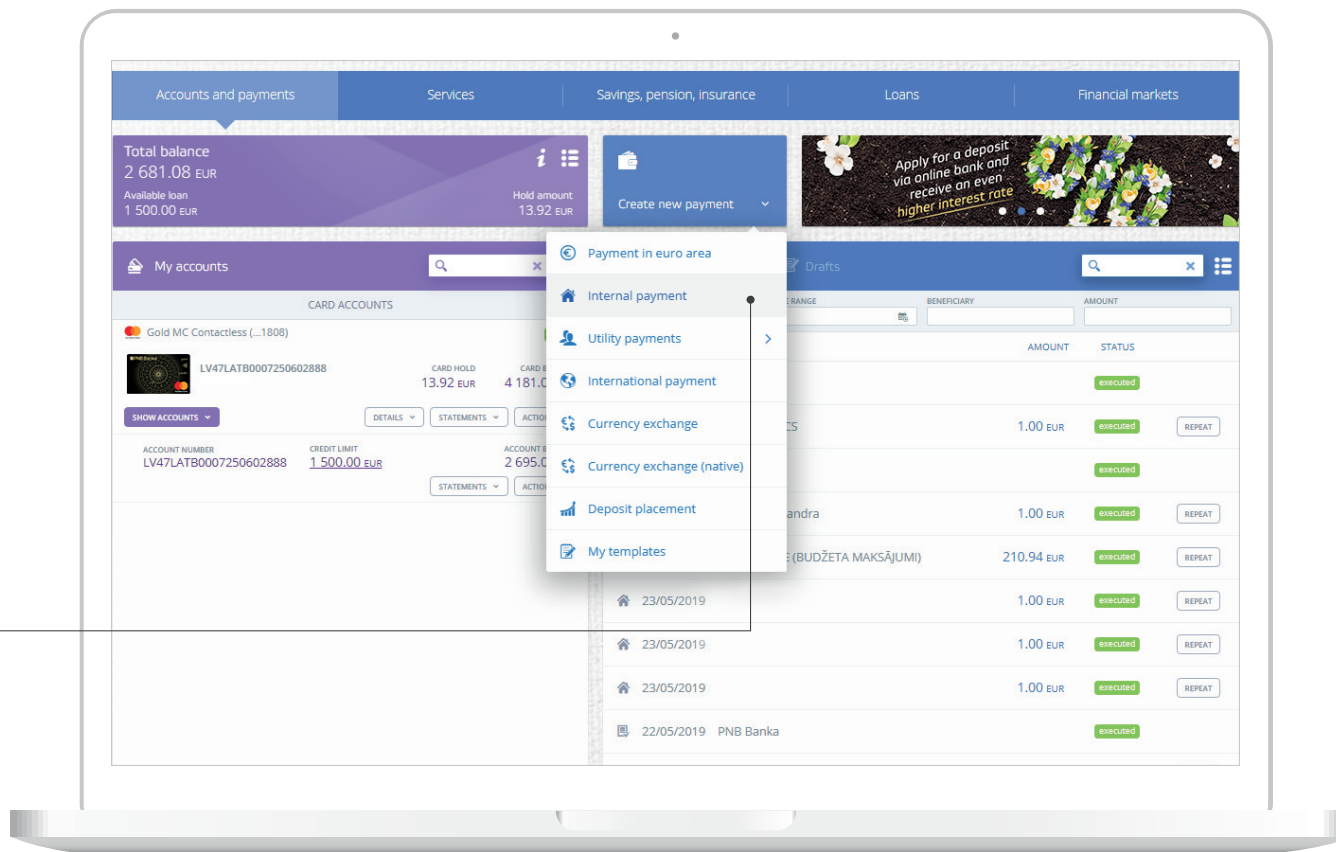 Accounts and payments
Services
Savings, pension, insurance
Loans
Financial markets
Total balance
2 681.08 EUR
Available loan
1 500.00 EUR
Hold amount
13.92 EUR
Create new payment
Apply for a deposit
via online bank and
receive an even
higher interest rate
My accounts
CARD ACCOUNTS
Gold MC Contactless (...1808)
LV47LATB0007250602888
CARD HOLD
13.92 EUR
CARD B
4 181.0
SHOW ACCOUNTS
DETAILS
STATEMENTS
ACTIO
ACCOUNT NUMBER
LV47LATB0007250602888
CREDIT LIMIT
1 500.00 EUR
ACCOUNT B
2 695.0
STATEMENTS
ACTIO
Payment in euro area
Internal payment
Utility payments
International payment
Currency exchange
Currency exchange (native)
Deposit placement
My templates
Drafts
E RANGE
BENEFICIARY
AMOUNT
AMOUNT STATUS
executed
CS 1.00 EUR executed REPEAT
executed
andra 1.00 EUR executed REPEAT
E (BUDŽETA MAKSĀJUMI) 210.94 EUR executed REPEAT
23/05/2019 1.00 EUR executed REPEAT
23/05/2019 1.00 EUR executed REPEAT
23/05/2019 1.00 EUR executed REPEAT
22/05/2019 PNB Banka executed